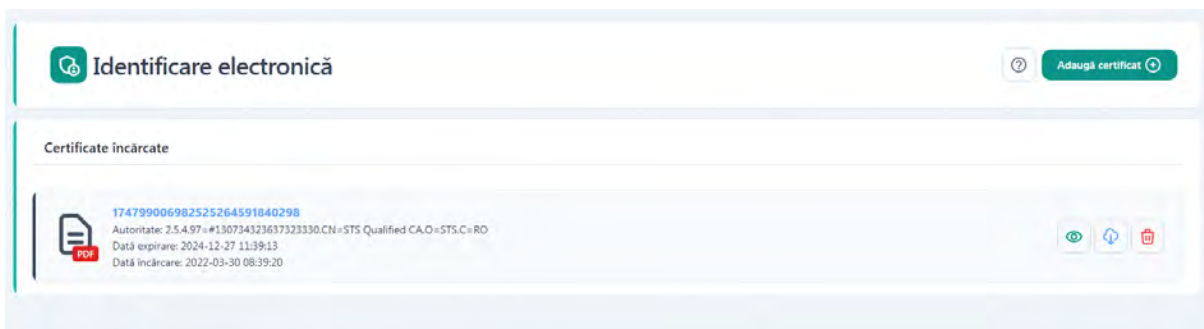 Identificare electronică
Adaugă certificat
Certificate încărcate
174799006982525264591840298
Autoritate: 2.5.4.97=#130734323637323330.CN=STS Qualified CA.O=STS.C=RO
Dată expirare: 2024-12-27 11:39:13
Dată încărcare: 2022-03-30 08:39:20
PDF